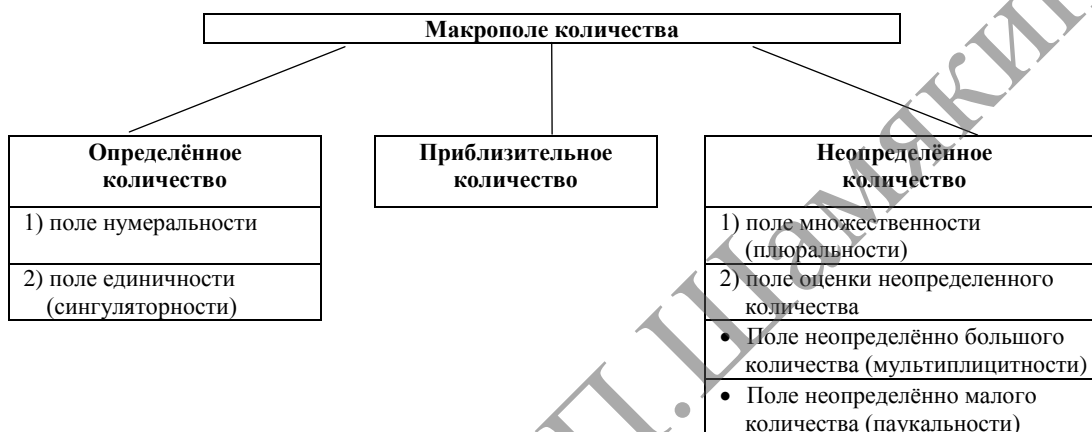 Макрополе количества
Определённое
количество
1) поле нумеральности
2) поле единичности
(сингуляторности)
Приблизительное
количество
Неопределённое
количество
1) поле множественности
(плюральности)
2) поле оценки неопределенного
количества
• Поле неопределённо большого
количества (мультиплицитности)
• Поле неопределённо малого
количества (паукальности)